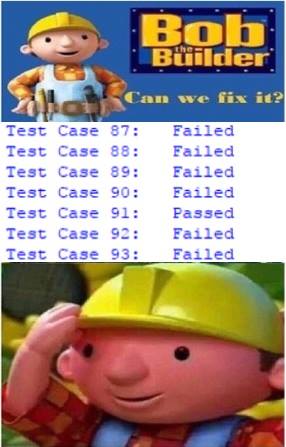 Bob
the
Builder
Can we fix it?
Test Case 87: Failed
Test Case 88: Failed
Test Case 89: Failed
Test Case 90: Failed
Test Case 91: Passed
Test Case 92: Failed
Test Case 93: Failed